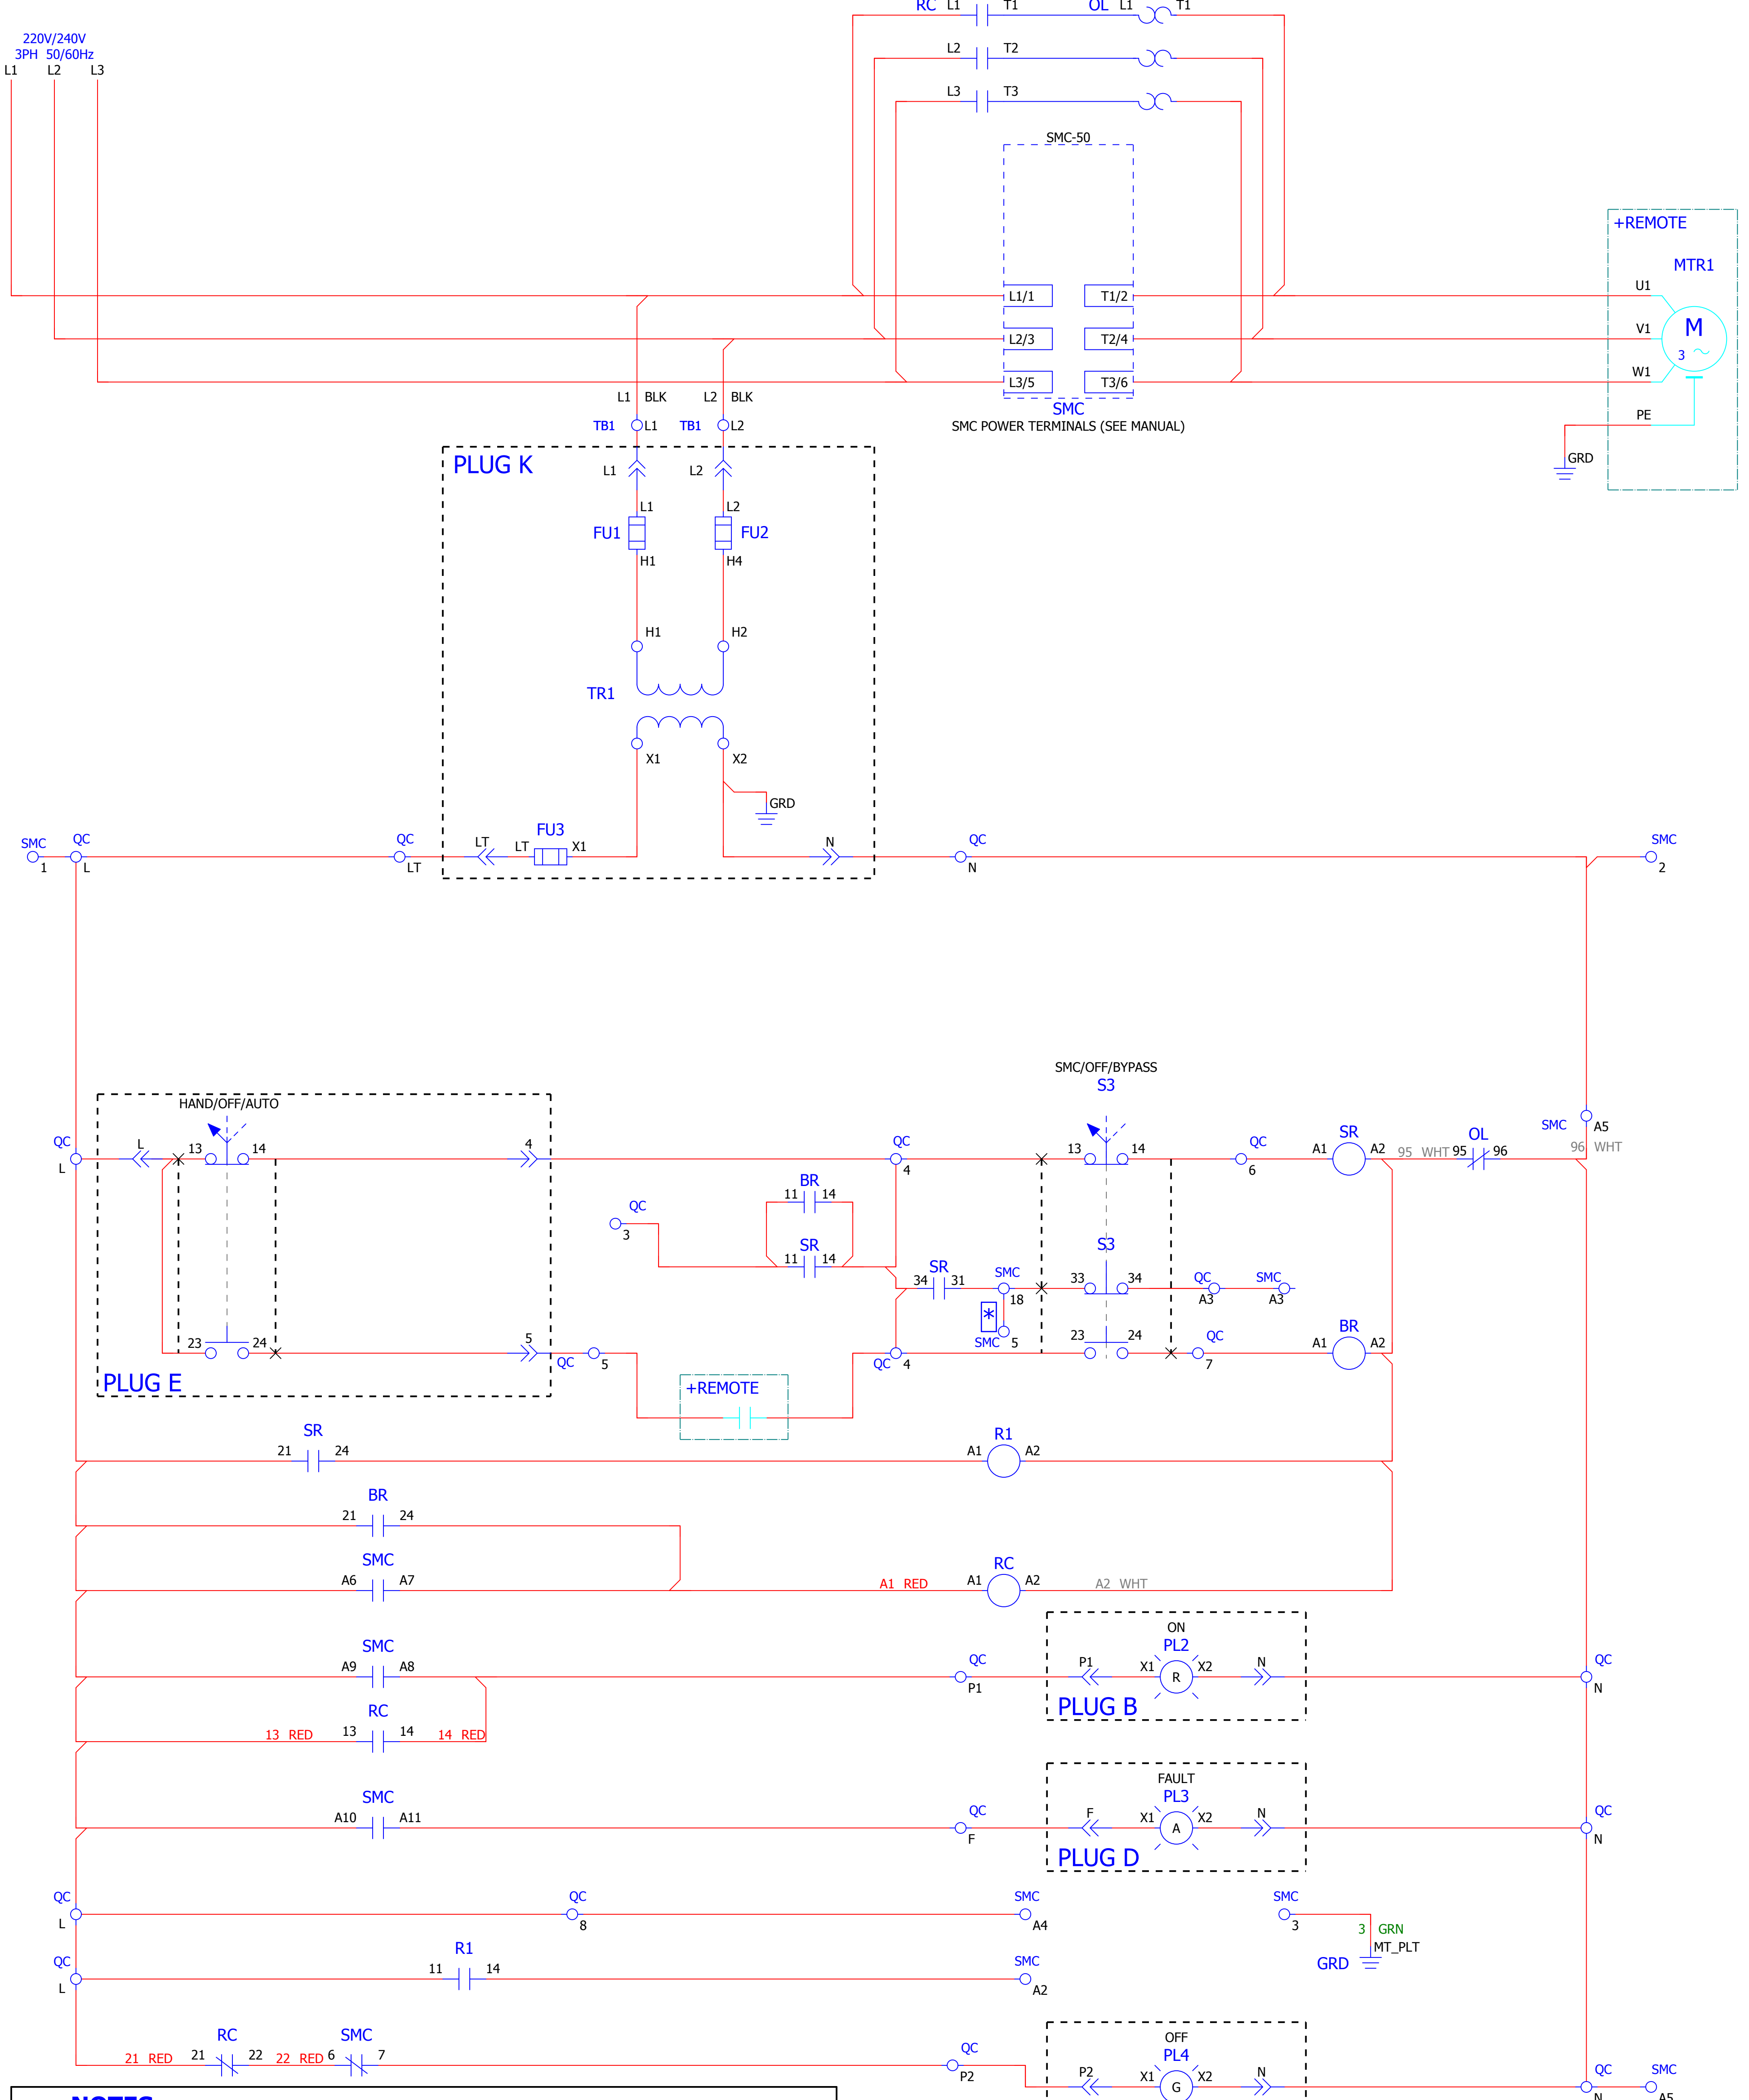 RC L1 T1 OL L1 T1
220V/240V
3PH 50/60Hz
L1 L2 L3
L2 T2
L3 T3
SMC-50
+REMOTE
MTR1
L1/1 T1/2 U1
L2/3 T2/4 V1
M
3
L3/5 T3/6 W1
L1 BLK L2 BLK
SMC
SMC POWER TERMINALS (SEE MANUAL)
PE
GRD
TB1 L1 TB1 L2
PLUG K
L1 L2
L1 L2
FU1 FU2
H1 H4
H1 H2
TR1
X1 X2
GRD
SMC QC QC LT LT FU3 X1 N QC SMC
1 L LT N 2
SMC/OFF/BYPASS
S3
HAND/OFF/AUTO
SMC A5
QC L 13 14 4 QC 13 14 QC SR OL
L 4 6 A1 A2 95 WHT 95 96 96 WHT
BR
11 14
QC
3
SR
11 14
S3
SR
34 31 SMC 33 34 QC SMC
18 A3 A3
*
SMC 5
23 24 5 QC 5 QC 4 23 24 QC 7 A1 BR A2
PLUG E
+REMOTE
SR R1
21 24 A1 A2
BR
21 24
SMC RC
A6 A7 A1 RED A1 A2 A2 WHT
ON
SMC PL2
A9 A8 QC P1 P1 X1 R X2 N QC N
PLUG B
RC
13 RED 13 14 14 RED
FAULT
SMC PL3
A10 A11 QC F F X1 A X2 N QC N
PLUG D
QC QC SMC SMC
L 8 A4 3
3 GRN
MT_PLT
GRD
QC R1 SMC
L 11 14 A2
OFF
RC SMC PL4
21 RED 21 22 22 RED 6 7 QC P2 P2 X1 G X2 N QC N SMC A5
NOTES